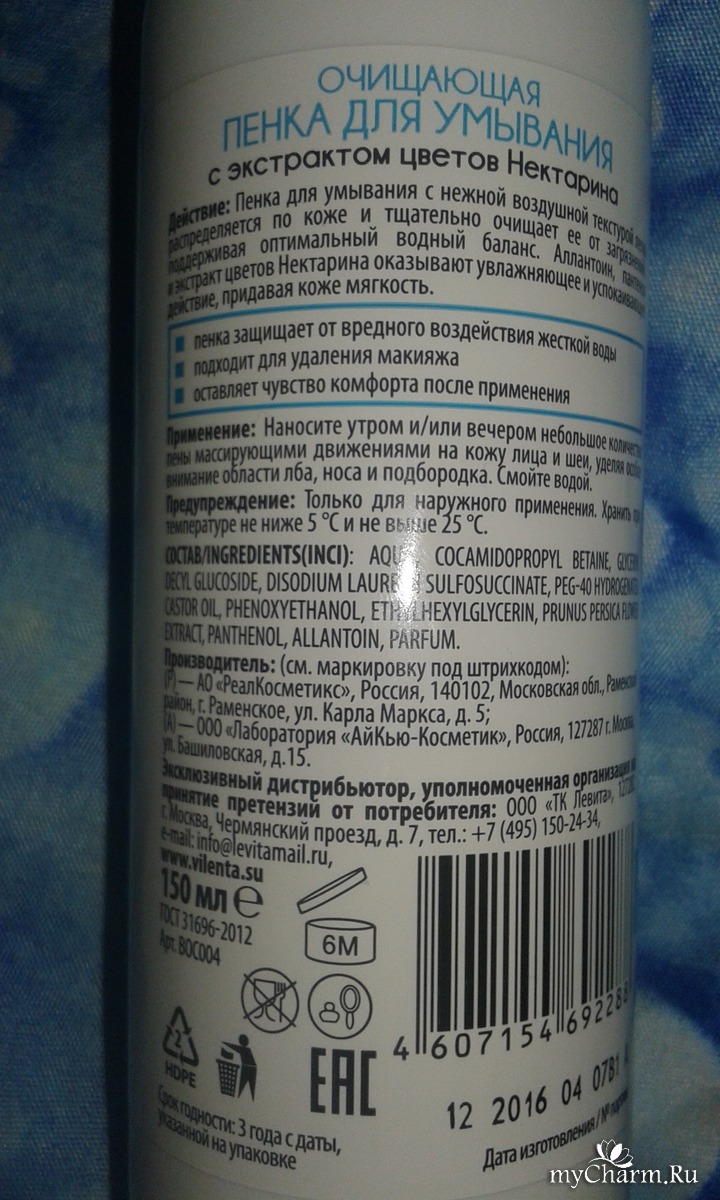 ОЧИЩАЮЩАЯ
ПЕНКА ДЛЯ УМЫВАНИЯ
с экстрактом цветов Нектарина
Действие: Пенка для умывания с нежной воздушной текстурой
распределяется по коже и тщательно очищает ее от
поддерживая оптимальный водный баланс. Аллантоин,
и экстракт цветов Нектарина оказывают увлажняющее и
действие, придавая коже мягкость.
пенка защищает от вредного воздействия жесткой воды
подходит для удаления макияжа
оставляет чувство комфорта после применения
Применение: Наносите утром и/или вечером небольшое
пены массирующими движениями на кожу лица и шеи, уделяя
внимание области лба, носа и подбородка. Смойте водой.
Предупреждение: Только для наружного применения. Хранить
температуре не ниже 5 °C и не выше 25 °C.
СОСТАВ/INGREDIENTS(INCI): COCAMIDOPROPYL BETAINE,
DECYL GLUCOSIDE, DISODIUM SULFOSUCCINATE, PEG-40
CASTOR OIL, PHENOXYETHANOL, ETHYLHEXYLGLYCERIN, PRUNUS PERSICA FLOWER
EXTRACT, PANTHENOL, ALLANTOIN, PARFUM.
Производитель: (см. маркировку под штрихкодом):
(P) — АО «РеалКосметикс», Россия, 140102, Московская обл.,
район, г. Раменское, ул. Карла Маркса, д. 5;
(А) — ООО «Лаборатория «АйКью-Косметик», Россия, 127287 г. Москва,
ул. Башиловская, д.15.
Эксклюзивный дистрибьютор, уполномоченная организация на
принятие претензий от потребителя: ООО «ТК Левита»,
г. Москва, Чермянский проезд, д. 7, тел.: +7 (495) 150-24-34,
e-mail: info@levitamail.ru,
www.vilenta.su
150 мл e
ГОСТ 31696-2012
Арт. BOC004
6M
4 607154 692288
2
HDPE
EAC
12 2016 04 07B1
Срок годности: 3 года с даты,
указанной на упаковке
Дата изготовления / №
myCharm.Ru